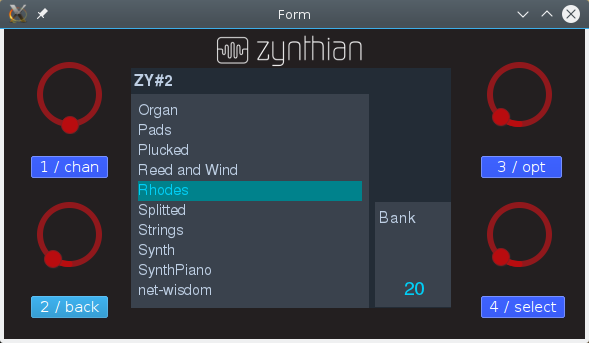 Form
zynthian
ZY#2
1 / chan
Organ
Pads
Plucked
Reed and Wind
Rhodes
Splitted
Strings
Synth
SynthPiano
net-wisdom
3 / opt
Bank
20
2 / back
4 / select